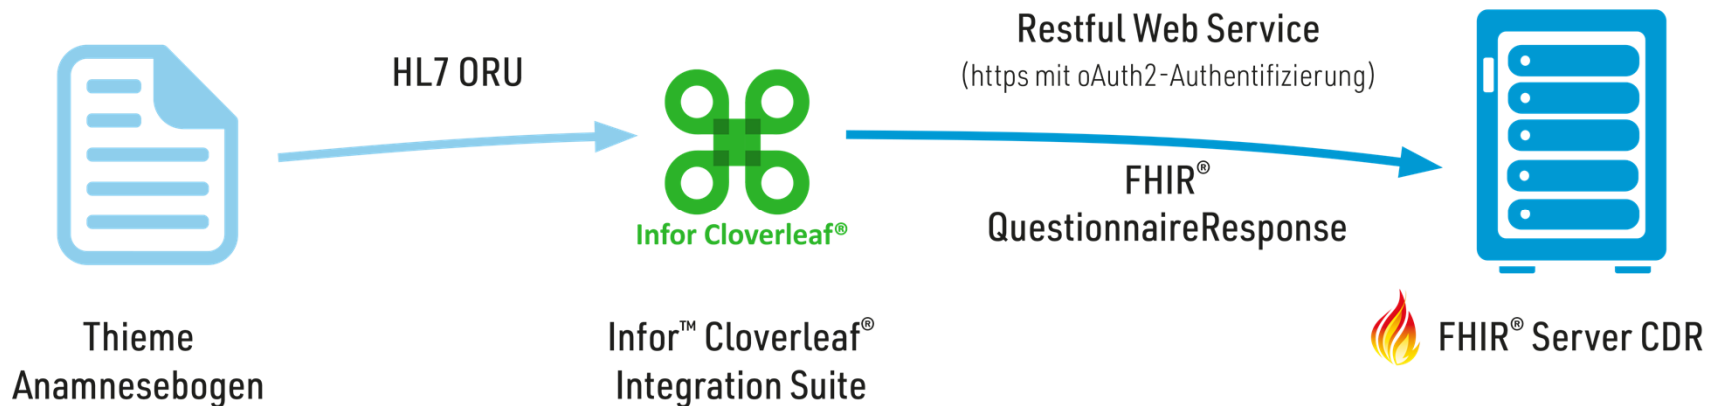 HL7 ORU
Restful Web Service
(https mit oAuth2-Authentifizierung)
FHIR®
QuestionnaireResponse
Infor Cloverleaf®
Thieme
Anamnesebogen
Infor™ Cloverleaf®
Integration Suite
FHIR® Server CDR